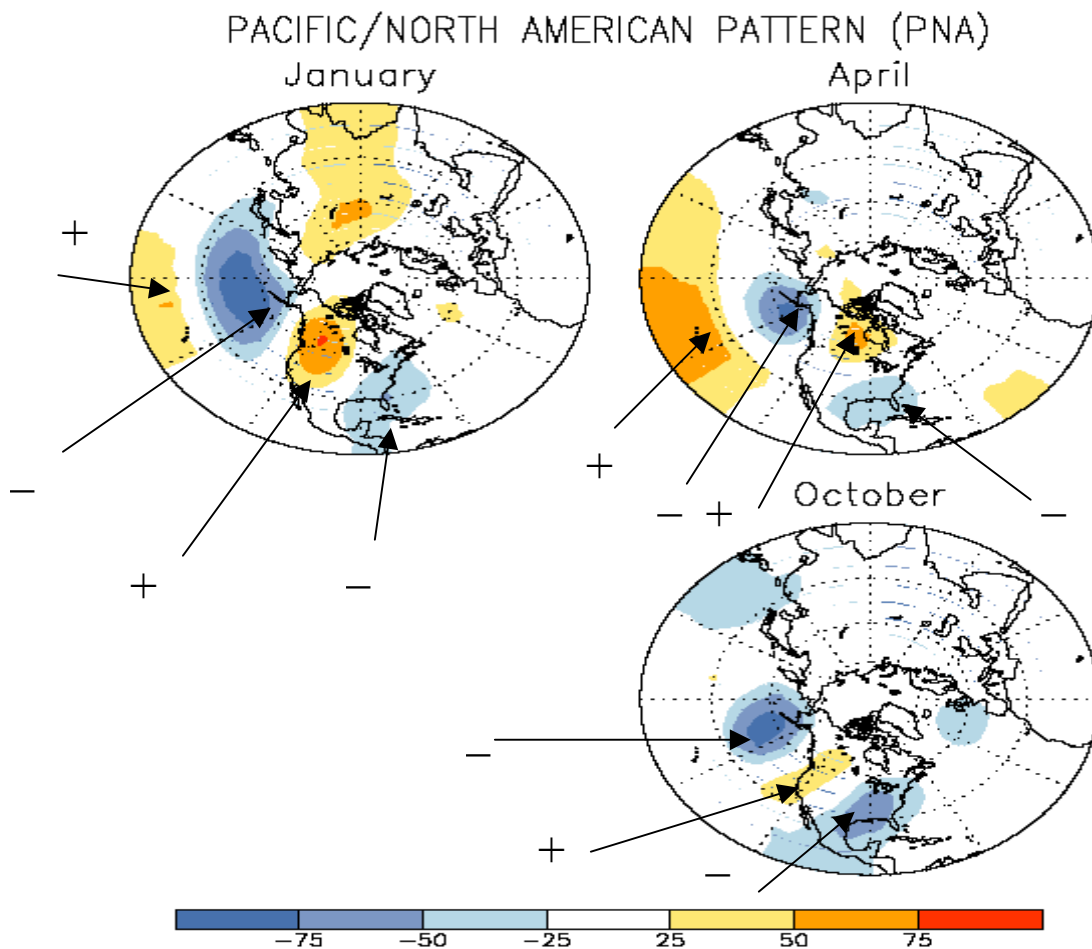 PACIFIC/NORTH AMERICAN PATTERN (PNA)
January
April
+
−
+
−
+
− +
−
October
−
+
−
−75 −50 −25 25 50 75